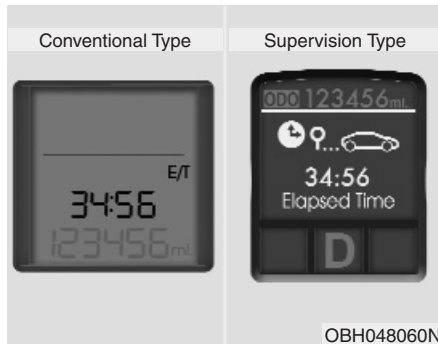 Conventional Type
Supervision Type
E/T
34:56
123456mi.
ODO 123456mi.
34:56
Elapsed Time
D
OBH048060N